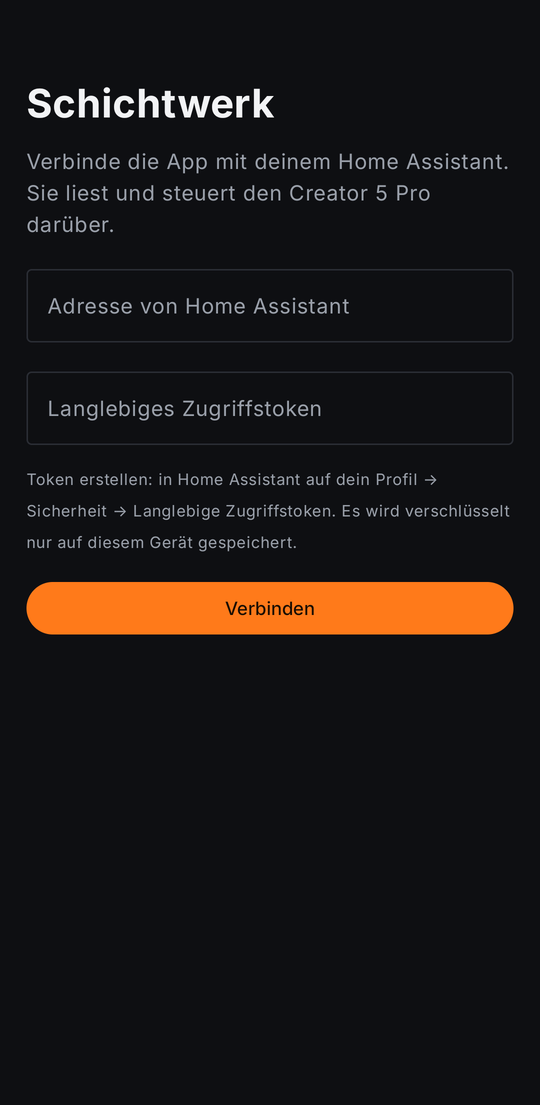 Schichtwerk
Verbinde die App mit deinem Home Assistant.
Sie liest und steuert den Creator 5 Pro
darüber.
Adresse von Home Assistant
Langlebiges Zugriffstoken
Token erstellen: in Home Assistant auf dein Profil →
Sicherheit → Langlebige Zugriffstoken. Es wird verschlüsselt
nur auf diesem Gerät gespeichert.
Verbinden